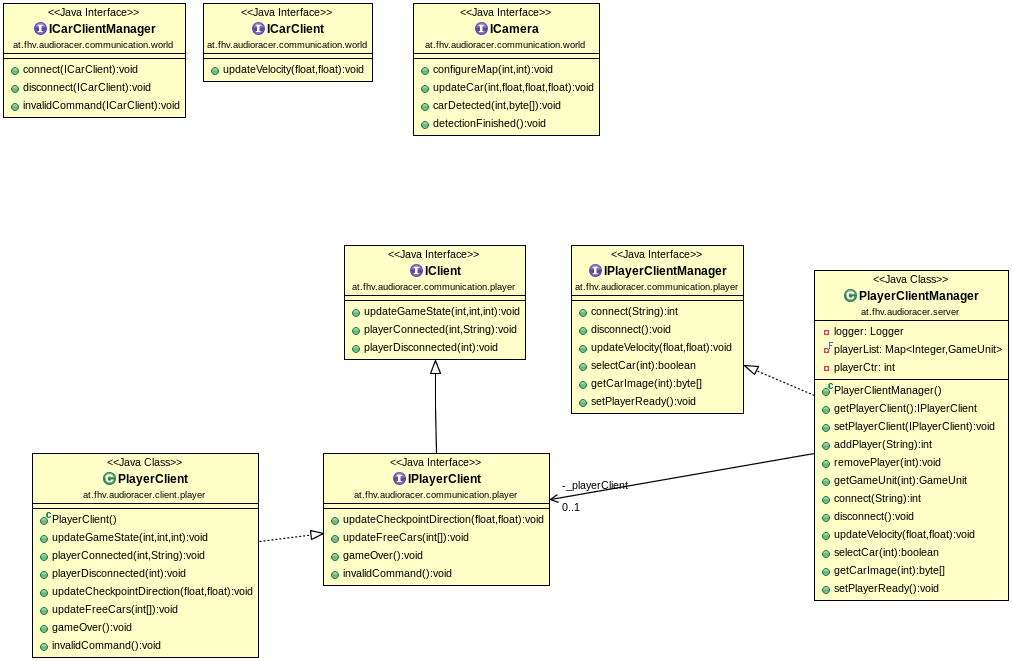 <<Java Interface>>
ICarClientManager
at.fhv.audioracer.communication.world
connect(ICarClient):void
disconnect(ICarClient):void
invalidCommand(ICarClient):void
<<Java Interface>>
ICarClient
at.fhv.audioracer.communication.world
updateVelocity(float,float):void
<<Java Interface>>
ICamera
at.fhv.audioracer.communication.world
configureMap(int,int):void
updateCar(int,float,float,float):void
carDetected(int,byte[]):void
detectionFinished():void
<<Java Interface>>
IClient
at.fhv.audioracer.communication.player
updateGameState(int,int,int):void
playerConnected(int,String):void
playerDisconnected(int):void
<<Java Interface>>
IPlayerClientManager
at.fhv.audioracer.communication.player
connect(String):int
disconnect():void
updateVelocity(float,float):void
selectCar(int):boolean
getCarImage(int):byte[]
setPlayerReady():void
<<Java Class>>
PlayerClientManager
at.fhv.audioracer.server
logger: Logger
playerList: Map<Integer,GameUnit>
playerCtr: int
PlayerClientManager()
getPlayerClient():IPlayerClient
setPlayerClient(IPlayerClient):void
addPlayer(String):int
removePlayer(int):void
getGameUnit(int):GameUnit
connect(String):int
disconnect():void
updateVelocity(float,float):void
selectCar(int):boolean
getCarImage(int):byte[]
setPlayerReady():void
<<Java Class>>
PlayerClient
at.fhv.audioracer.client.player
PlayerClient()
updateGameState(int,int,int):void
playerConnected(int,String):void
playerDisconnected(int):void
updateCheckpointDirection(float,float):void
updateFreeCars(int[]):void
gameOver():void
invalidCommand():void
<<Java Interface>>
IPlayerClient
at.fhv.audioracer.communication.player
updateCheckpointDirection(float,float):void
updateFreeCars(int[]):void
gameOver():void
invalidCommand():void
-_playerClient
0..1